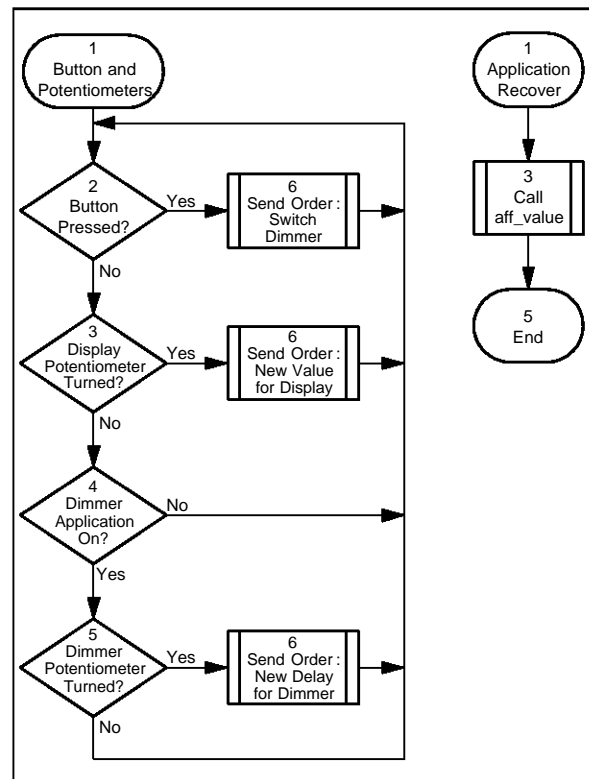 1
Button and
Potentiometers
2
Button
Pressed?
Yes
6
Send Order:
Switch
Dimmer
No
3
Display
Potentiometer
Turned?
Yes
6
Send Order:
New Value
for Display
No
4
Dimmer
Application
On?
No
Yes
5
Dimmer
Potentiometer
Turned?
Yes
6
Send Order:
New Delay
for Dimmer
No
1
Application
Recover
3
Call
aff_value
5
End